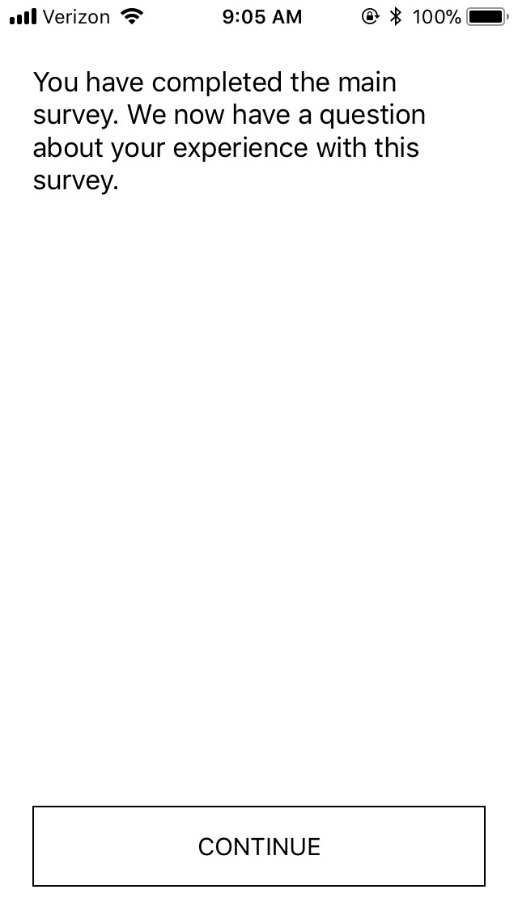 Verizon 9:05 AM 100%
You have completed the main
survey. We now have a question
about your experience with this
survey.
CONTINUE